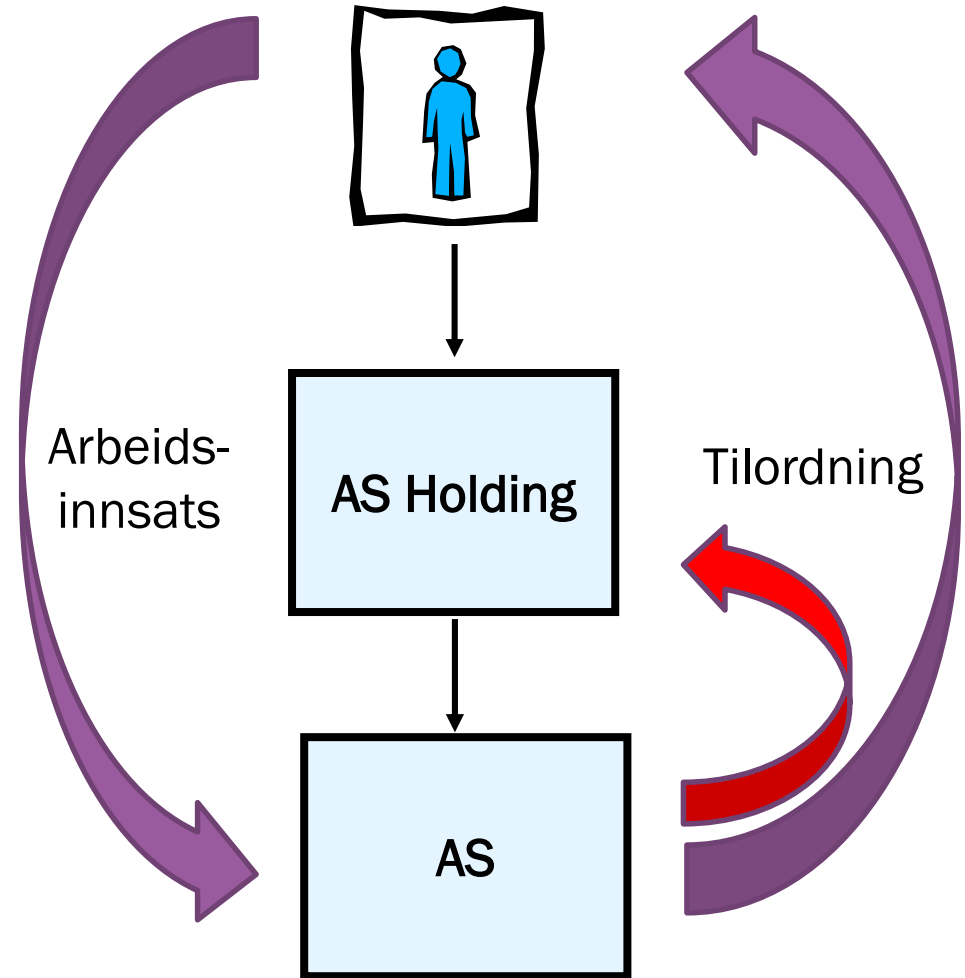 Arbeids-
innsats
AS Holding
Tilordning
AS